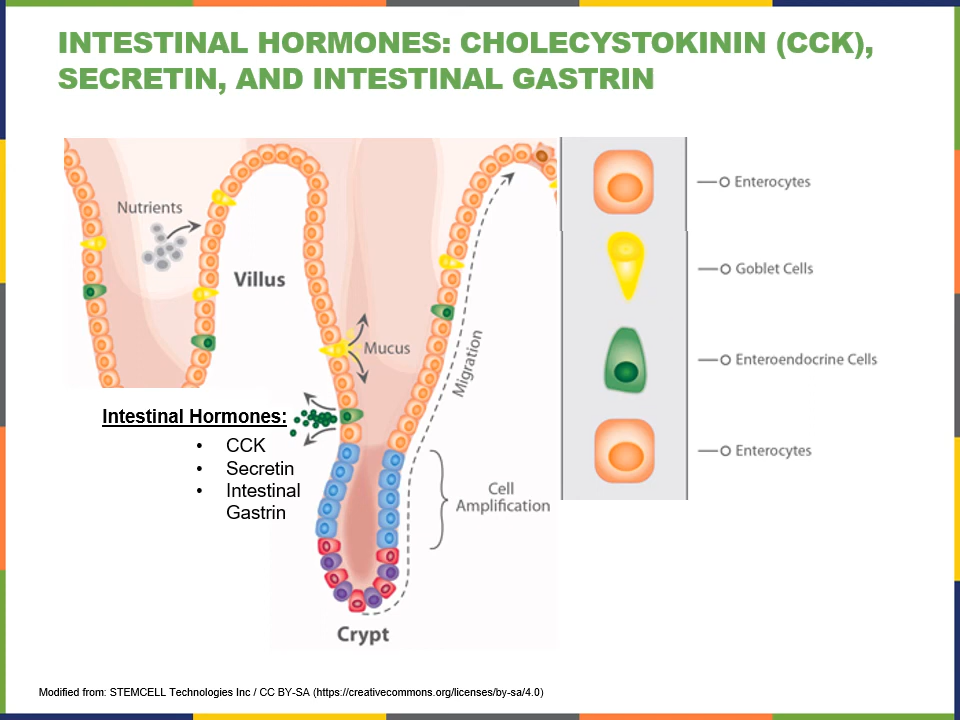 INTESTINAL HORMONES: CHOLECYSTOKININ (CCK),
SECRETIN, AND INTESTINAL GASTRIN
Nutrients
Villus
Mucus
Migration
Intestinal Hormones:
• CCK
• Secretin
• Intestinal
Gastrin
Cell
Amplification
Crypt
Enterocytes
Goblet Cells
Enteroendocrine Cells
Enterocytes
Modified from: STEMCELL Technologies Inc / CC BY-SA (https://creativecommons.org/licenses/by-sa/4.0)